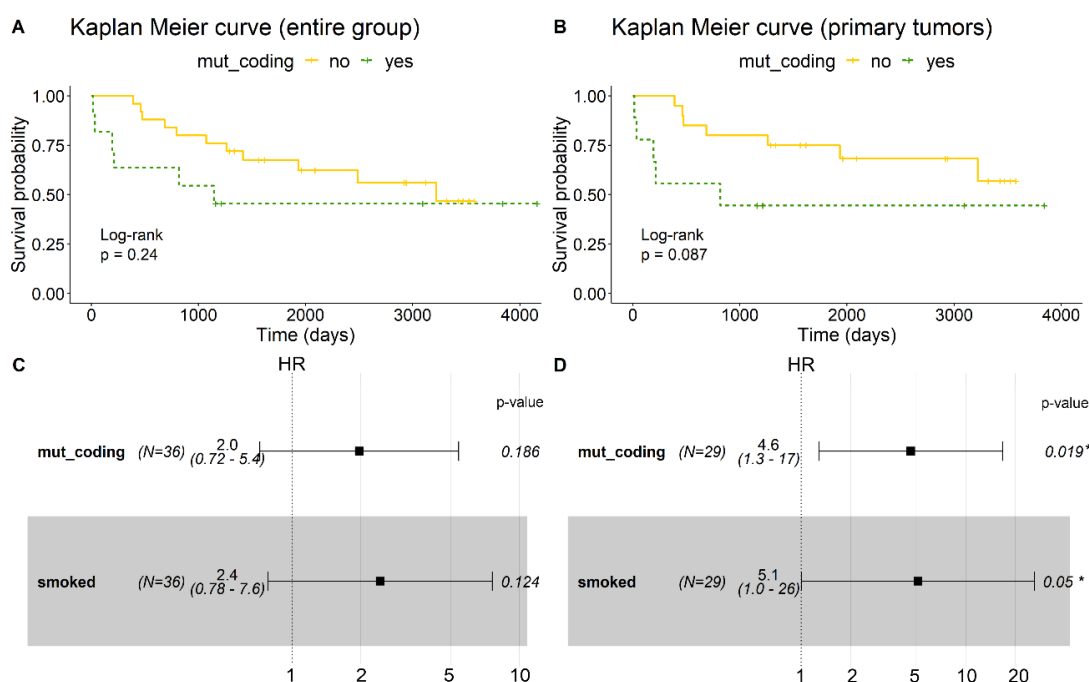 A Kaplan Meier curve (entire group)
mut_coding no yes
Survival probability
1.00
0.75
0.50
0.25
0.00
Log-rank
p = 0.24
0 1000 2000 3000 4000
Time (days)
B Kaplan Meier curve (primary tumors)
mut_coding no yes
Survival probability
1.00
0.75
0.50
0.25
0.00
Log-rank
p = 0.087
0 1000 2000 3000 4000
Time (days)
C HR
p-value
mut_coding (N=36) 2.0 0.186
(0.72 - 5.4)
smoked (N=36) 2.4 0.124
(0.78 - 7.6)
1 2 5 10
D HR
p-value
mut_coding (N=29) 4.6 0.019*
(1.3 - 17)
smoked (N=29) 5.1 0.05 *
(1.0 - 26)
1 2 5 10 20